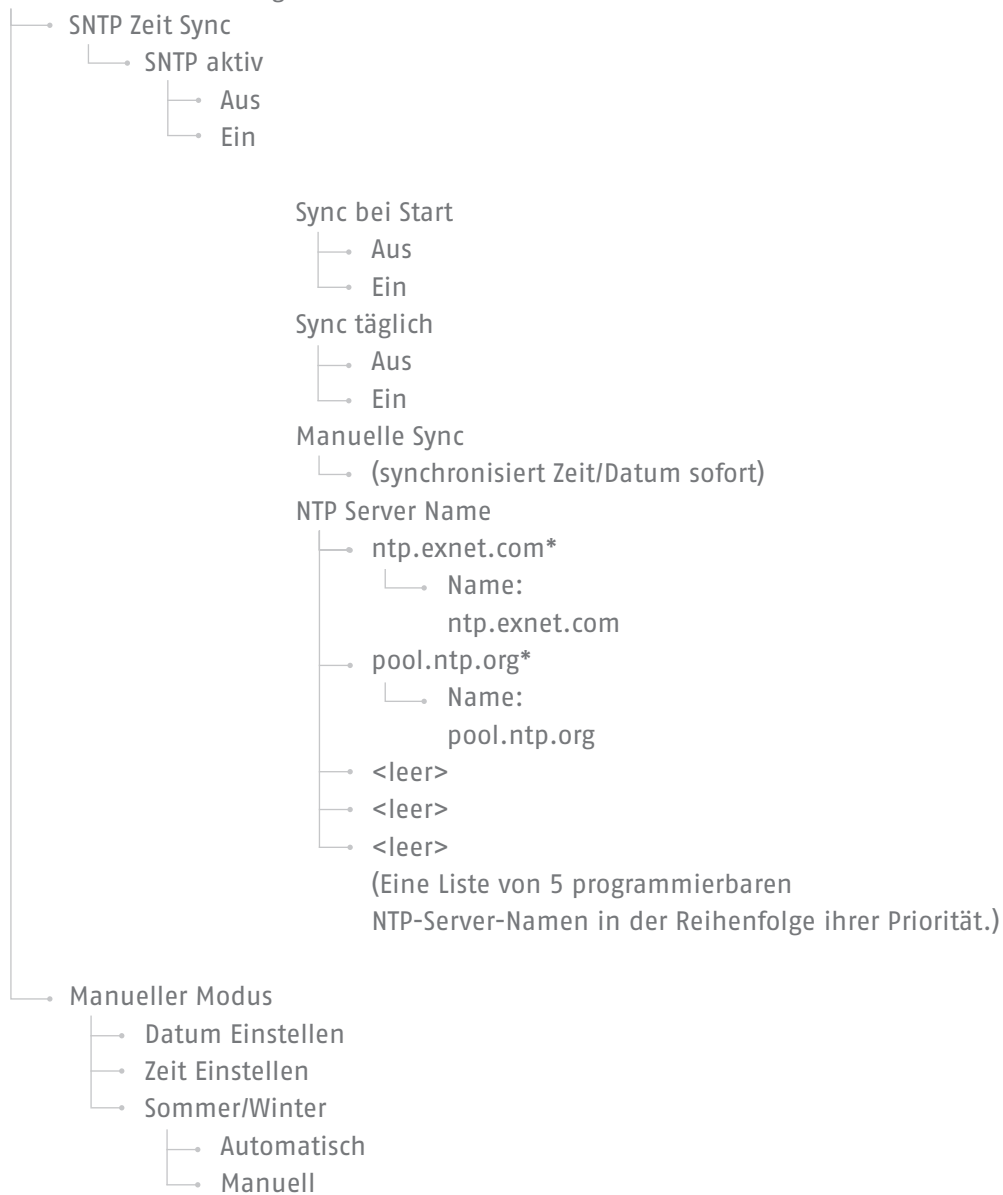 SNTP Zeit Sync
SNTP aktiv
Aus
Ein
Sync bei Start
Aus
Ein
Sync täglich
Aus
Ein
Manuelle Sync
(synchronisiert Zeit/Datum sofort)
NTP Server Name
ntp.exnet.com*
Name:
ntp.exnet.com
pool.ntp.org*
Name:
pool.ntp.org
<leer>
<leer>
<leer>
(Eine Liste von 5 programmierbaren
NTP-Server-Namen in der Reihenfolge ihrer Priorität.)
Manueller Modus
Datum Einstellen
Zeit Einstellen
Sommer/Winter
Automatisch
Manuell